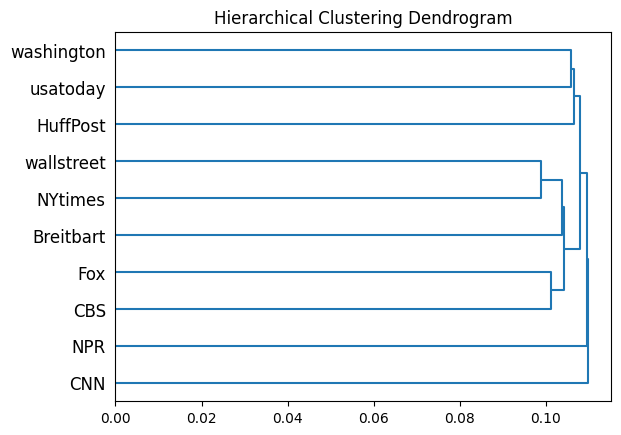 Hierarchical Clustering Dendrogram
washington
usatoday
HuffPost
wallstreet
NYtimes
Breitbart
Fox
CBS
NPR
CNN
0.00 0.02 0.04 0.06 0.08 0.10